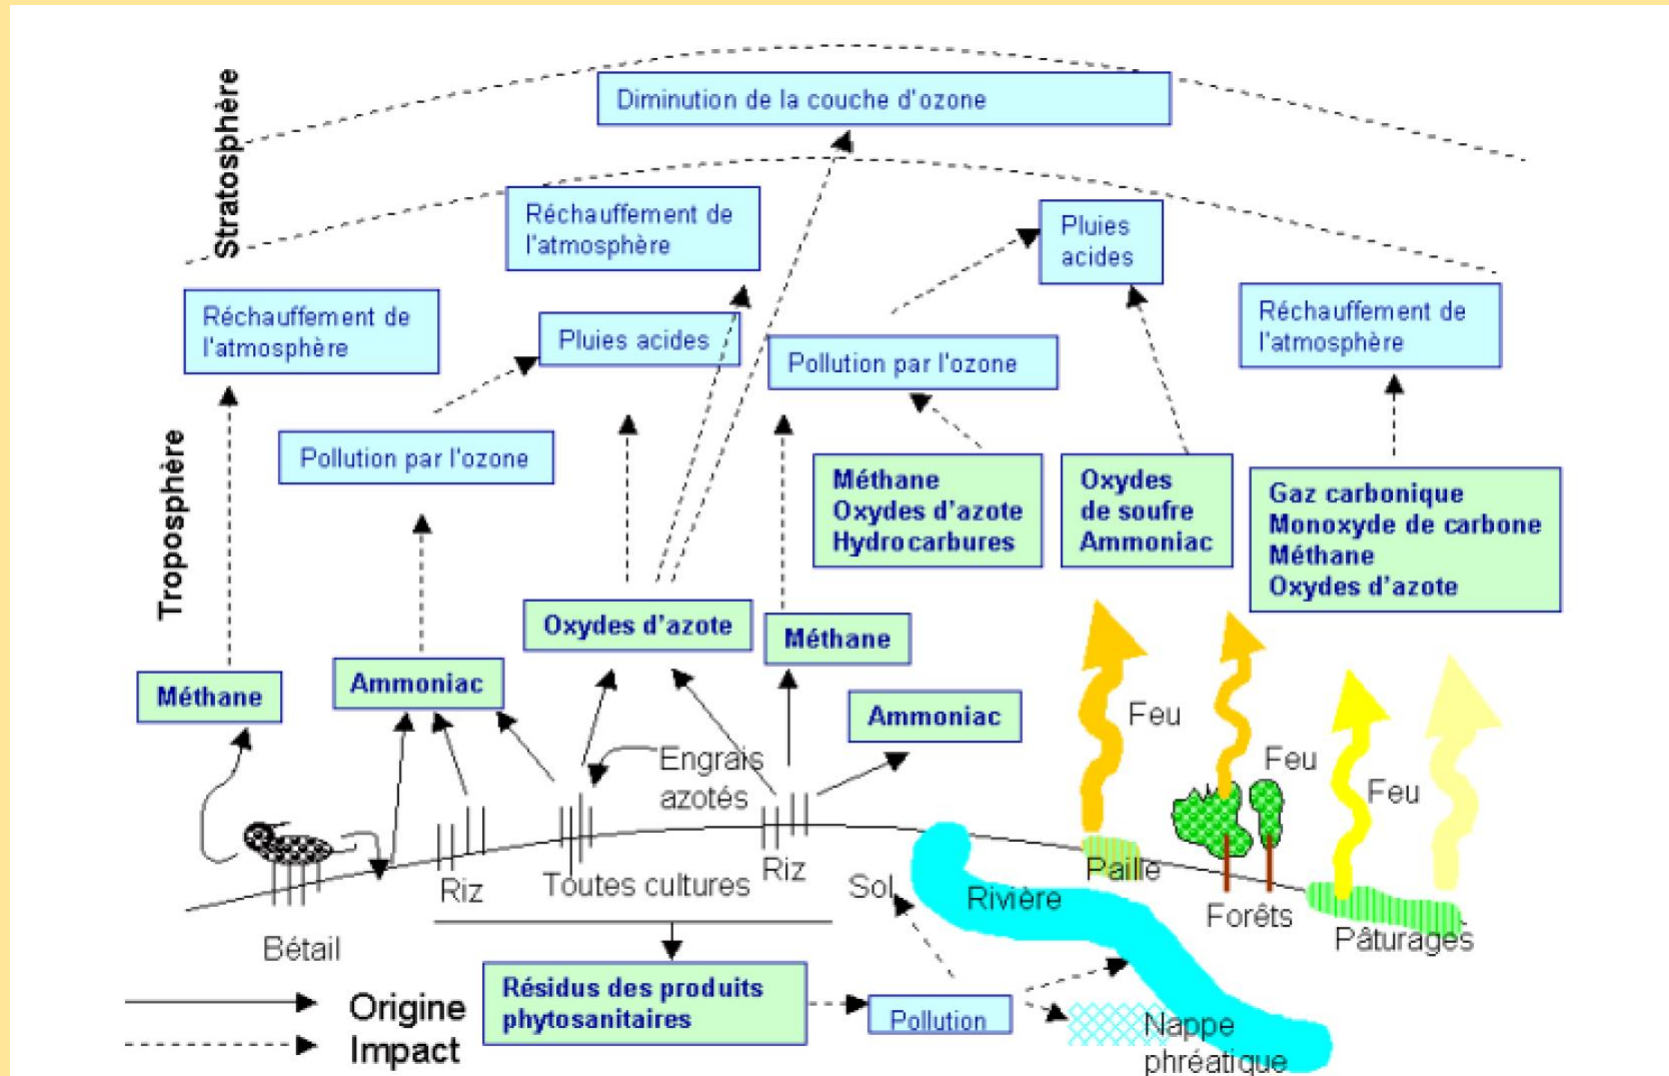 Stratosphère
Diminution de la couche d'ozone
Réchauffement de
l'atmosphère
Pluies
acides
Réchauffement de
l'atmosphère
Pluies acides
Pollution par l'ozone
Réchauffement de
l'atmosphère
Troposphère
Pollution par l'ozone
Méthane
Oxydes d'azote
Hydrocarbures
Oxydes
de soufre
Ammoniac
Gaz carbonique
Monoxyde de carbone
Méthane
Oxydes d'azote
Oxydes d'azote
Méthane
Méthane
Ammoniac
Ammoniac
Feu
Feu
Feu
Engrais
azotés
Bétail
Riz
Toutes cultures
Riz
Sol
Rivière
Paille
Forêts
Pâturages
Résidus des produits
phytosanitaires
Pollution
Nappe
phréatique
Origine
Impact